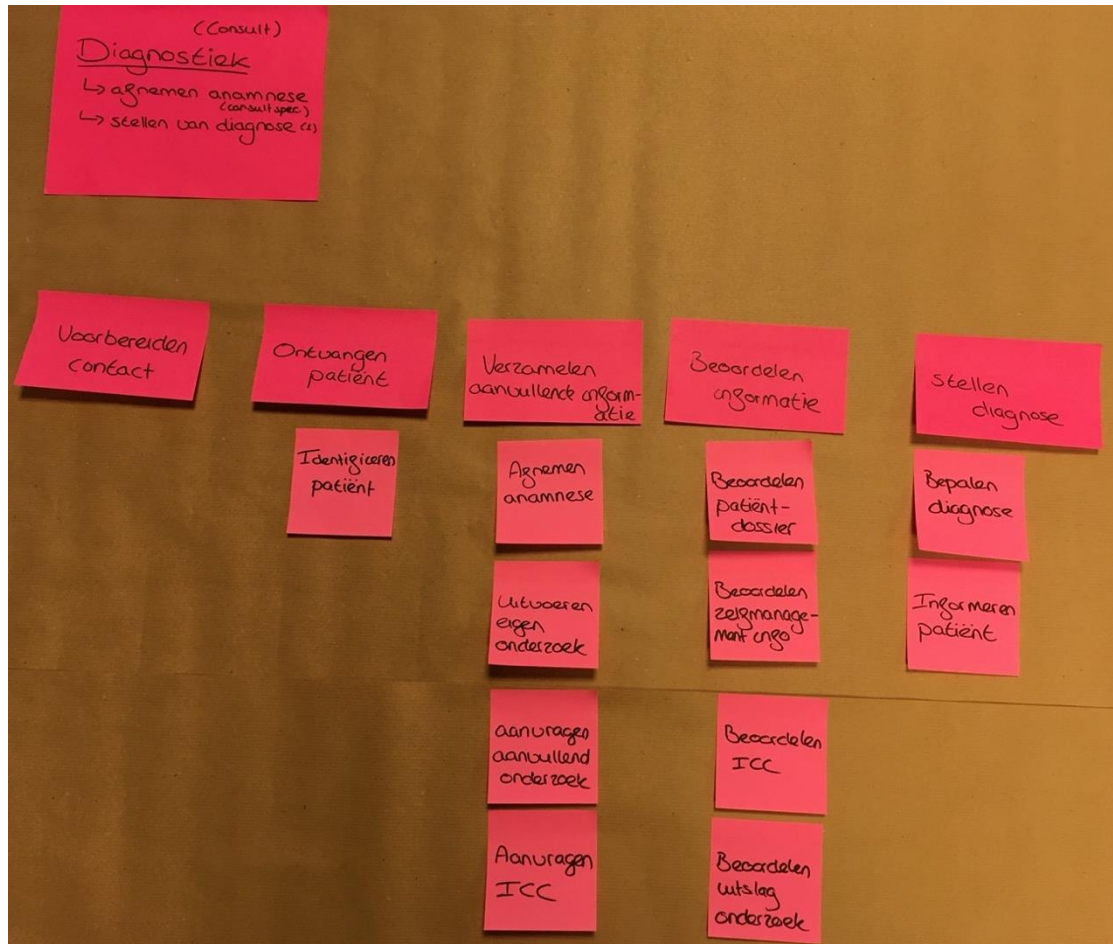 (Consult)
Diagnostiek
↳ afnemen anamnese
(consult spec.)
↳ stellen van diagnose(s)
Voorbereiden
contact
Ontvangen
patiënt
Identificeren
patiënt
Verzamelen
aanvullende inform-
atie
Afnemen
anamnese
Uitvoeren
eigen
onderzoek
aanvragen
aanvullend
onderzoek
Aanvragen
ICC
Beoordelen
informatie
Beoordelen
patiënt-
dossier
Beoordelen
zelfmanage-
ment info
Beoordelen
ICC
Beoordelen
uitslag
onderzoek
stellen
diagnose
Bepalen
diagnose
Informeren
patiënt